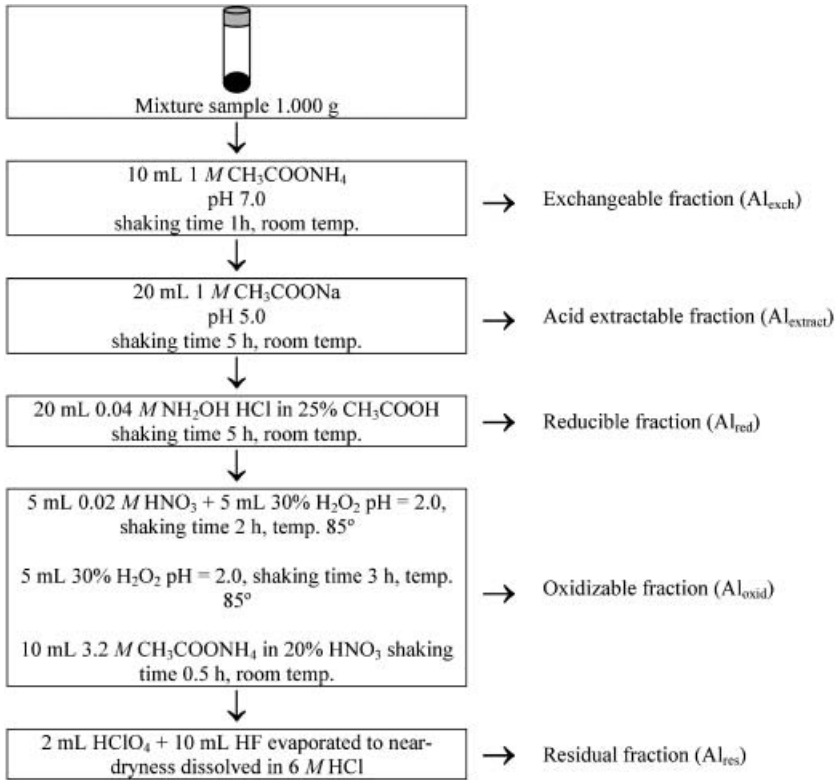 Mixture sample 1.000 g
10 mL 1 M CH₃COONH₄
pH 7.0
shaking time 1h, room temp.
Exchangeable fraction (Alexch)
20 mL 1 M CH₃COONa
pH 5.0
shaking time 5 h, room temp.
Acid extractable fraction (Alextract)
20 mL 0.04 M NH₂OH HCl in 25% CH₃COOH
shaking time 5 h, room temp.
Reducible fraction (Alred)
5 mL 0.02 M HNO₃ + 5 mL 30% H₂O₂ pH = 2.0,
shaking time 2 h, temp. 85°
5 mL 30% H₂O₂ pH = 2.0, shaking time 3 h, temp.
85°
10 mL 3.2 M CH₃COONH₄ in 20% HNO₃ shaking
time 0.5 h, room temp.
Oxidizable fraction (Aloxid)
2 mL HClO₄ + 10 mL HF evaporated to near-
dryness dissolved in 6 M HCl
Residual fraction (Alres)